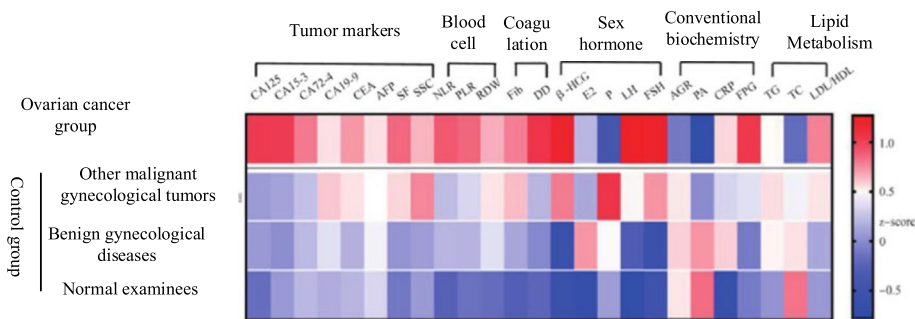 Tumor markers
Blood
cell
Coagu
lation
Sex
hormone
Conventional
biochemistry
Lipid
Metabolism
CA125
CA15-3
CA72-4
CA19-9
CEA
AFP
SF
SSC
NLR
PLR
RDW
Fib
DD
β-HCG
E2
P
LH
FSH
AGR
PA
CRP
FPG
TG
TC
LDL/HDL
Ovarian cancer
group
Control group
Other malignant
gynecological tumors
Benign gynecological
diseases
Normal examinees
1.0
0.5
z-score
0
−0.5